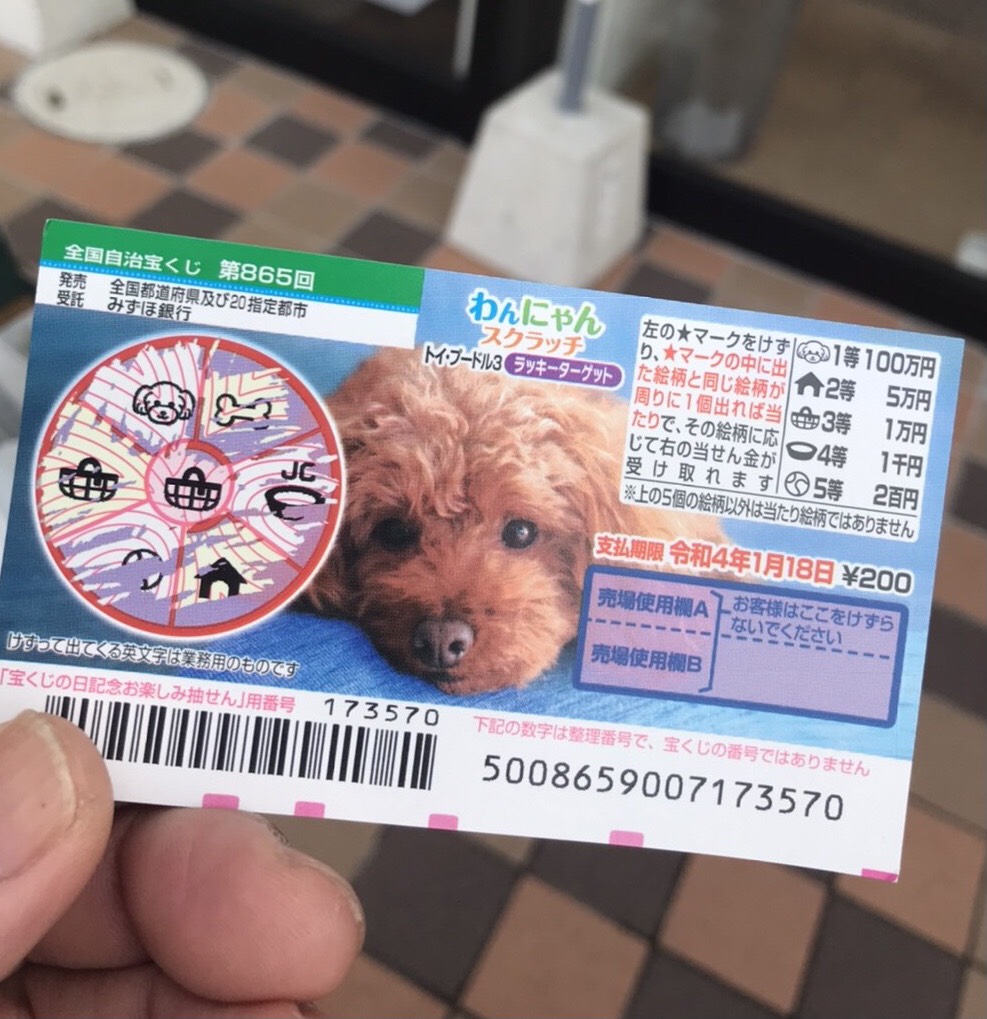 全国自治宝くじ 第865回
発売 全国都道府県及び20指定都市
受託 みずほ銀行
わんにゃん
スクラッチ
トイ・プードル3 ラッキーターゲット
左の★マークをけず
り、★マークの中に出
た絵柄と同じ絵柄が
周りに1個出れば当
たりで、その絵柄に応
じて右の当せん金が
受け取れます
1等 100万円
2等 5万円
3等 1万円
4等 1千円
5等 2百円
※上の5個の絵柄以外は当たり絵柄ではありません
支払期限 令和4年1月18日 ¥200
売場使用欄A
売場使用欄B
お客様はここをけずら
ないでください
JC
けずって出てくる英文字は業務用のものです
「宝くじの日記念お楽しみ抽せん」用番号 173570
下記の数字は整理番号で、宝くじの番号ではありません
5008659007173570